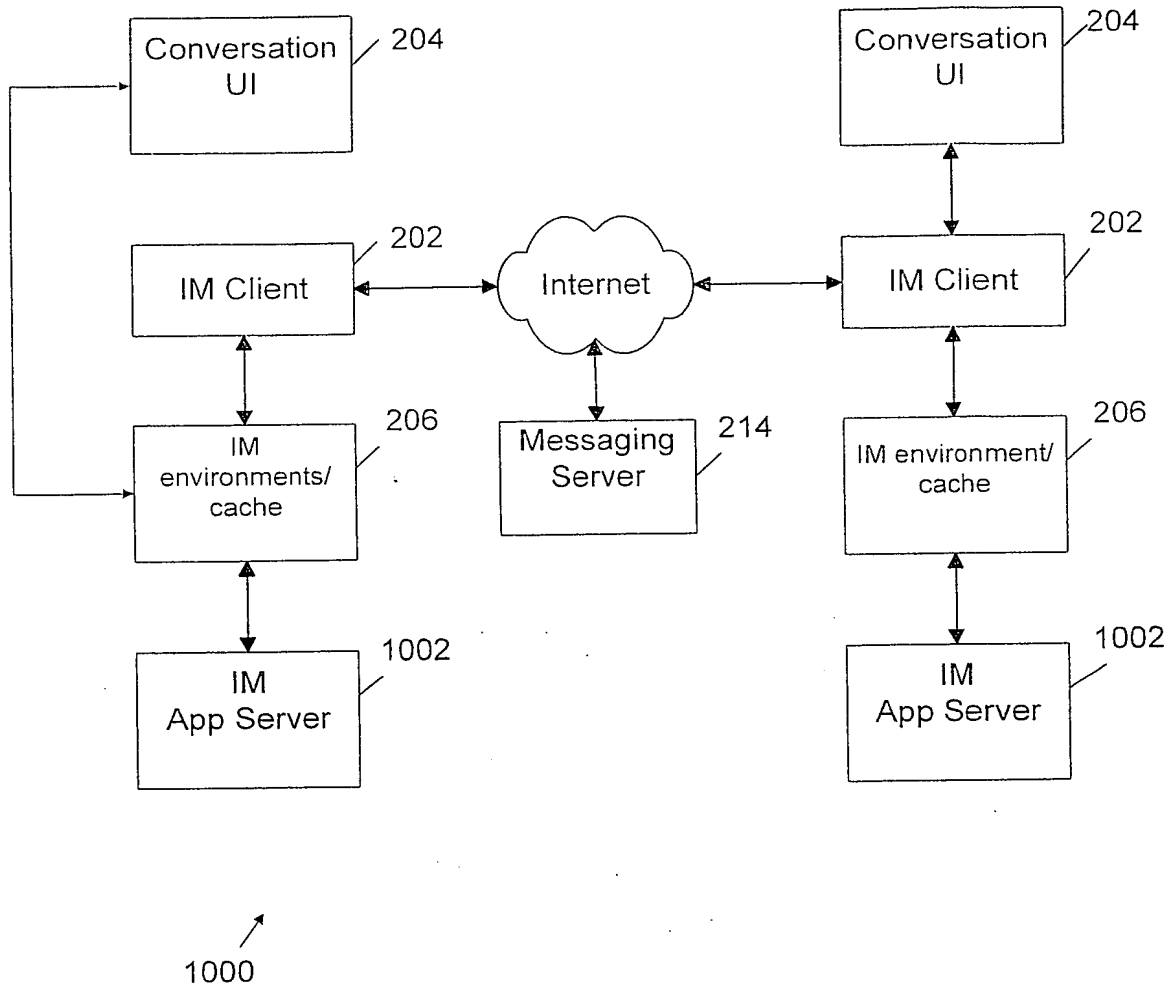 Conversation
UI
204
Conversation
UI
204
202
IM Client
Internet
202
IM Client
206
IM
environments/
cache
Messaging
Server
214
206
IM environment/
cache
1002
IM
App Server
1002
IM
App Server
1000